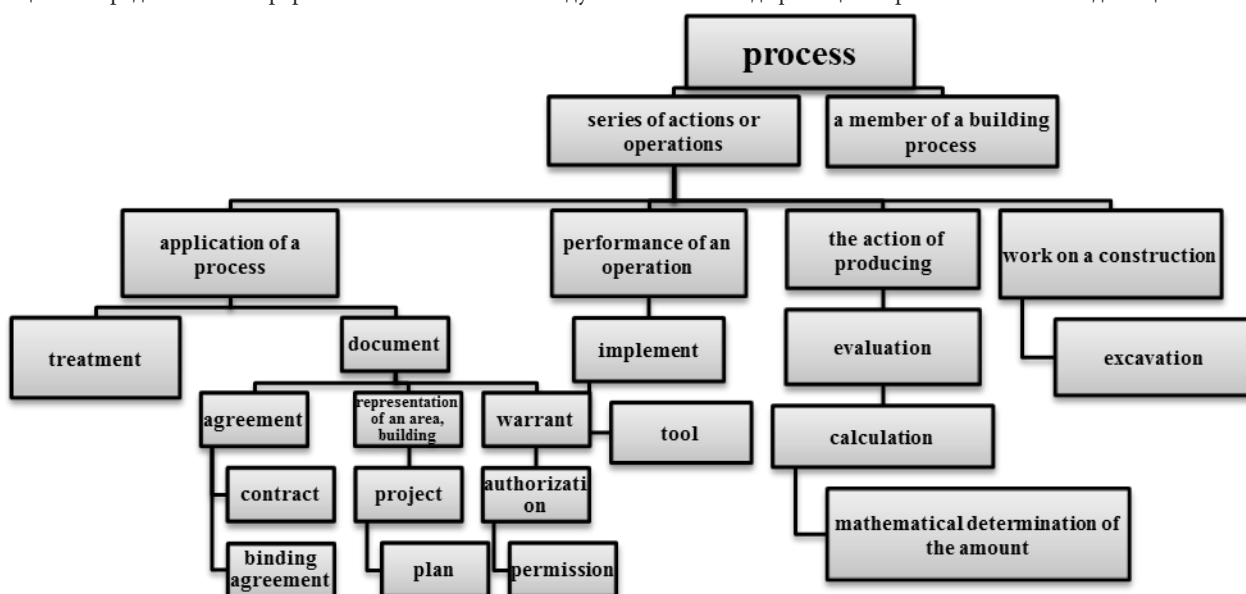 process
series of actions or
operations
a member of a building
process
application of a
process
performance of an
operation
the action of
producing
work on a construction
treatment
document
implement
evaluation
excavation
agreement
representation
of an area,
building
warrant
tool
calculation
contract
project
authorizati
on
mathematical determination of
the amount
binding
agreement
plan
permission